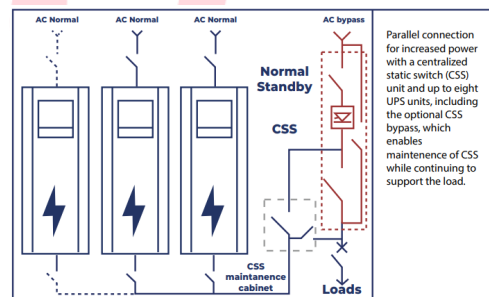 AC Normal
AC Normal
AC Normal
AC bypass
Normal
Standby
CSS
CSS
maintanence
cabinet
Loads
Parallel connection
for increased power
with a centralized
static switch (CSS)
unit and up to eight
UPS units, including
the optional CSS
bypass, which
enables
maintenence of CSS
while continuing to
support the load.